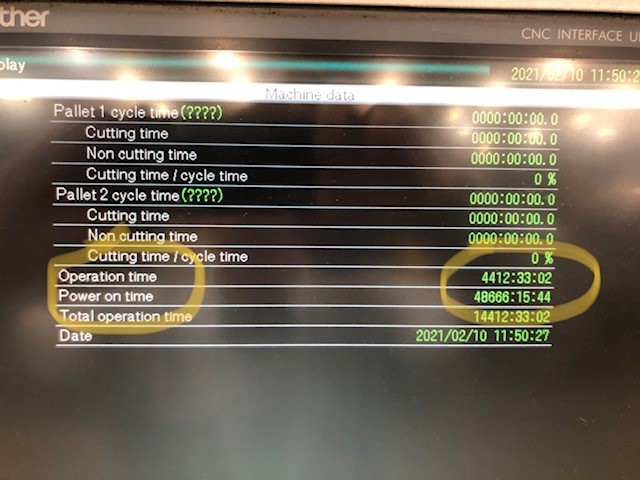 ther
CNC INTERFACE U
play
2021/02/10 11:50:2
Machine data
Pallet 1 cycle time(????) 0000:00:00.0
Cutting time 0000:00:00.0
Non cutting time 0000:00:00.0
Cutting time / cycle time 0 %
Pallet 2 cycle time(????) 0000:00:00.0
Cutting time 0000:00:00.0
Non cutting time 0000:00:00.0
Cutting time / cycle time 0 %
Operation time 4412:33:02
Power on time 48666:15:44
Total operation time 14412:33:02
Date 2021/02/10 11:50:27